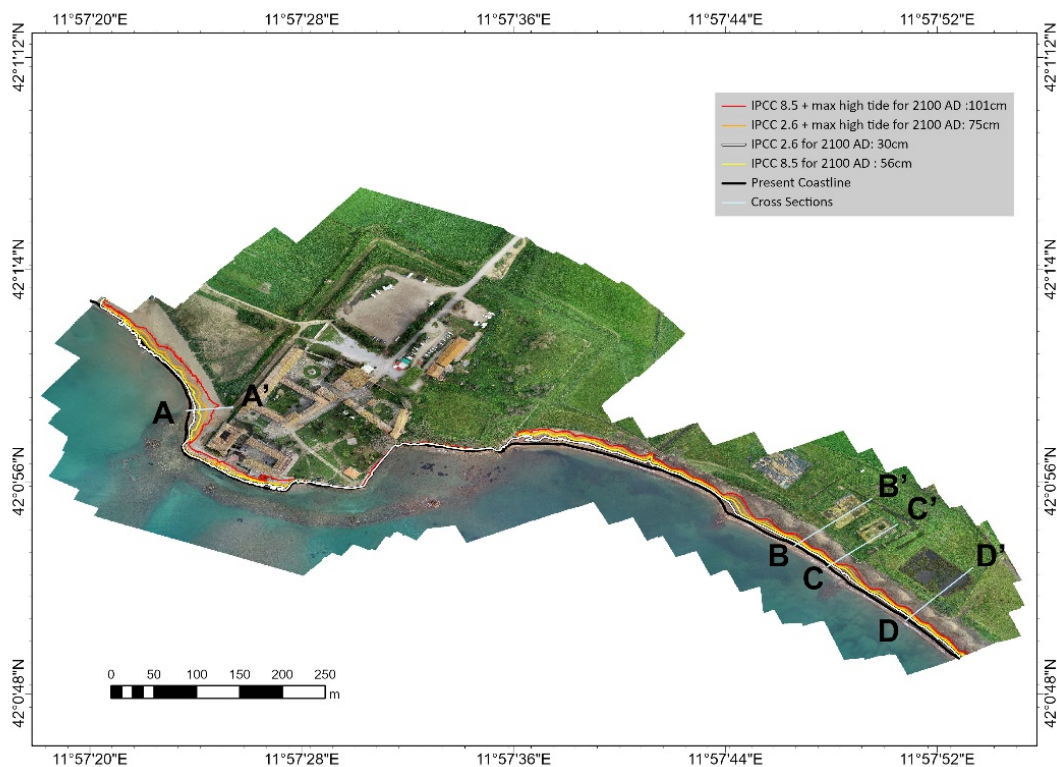 11°57'20"E 11°57'28"E 11°57'36"E 11°57'44"E 11°57'52"E
42°1'12"N 42°1'12"N
IPCC 8.5 + max high tide for 2100 AD :101cm
IPCC 2.6 + max high tide for 2100 AD: 75cm
IPCC 2.6 for 2100 AD: 30cm
IPCC 8.5 for 2100 AD : 56cm
Present Coastline
Cross Sections
42°1'4"N 42°1'4"N
A A'
42°0'56"N 42°0'56"N
B'
C'
B
C D'
D
0 50 100 150 200 250
m
42°0'48"N 42°0'48"N
11°57'20"E 11°57'28"E 11°57'36"E 11°57'44"E 11°57'52"E